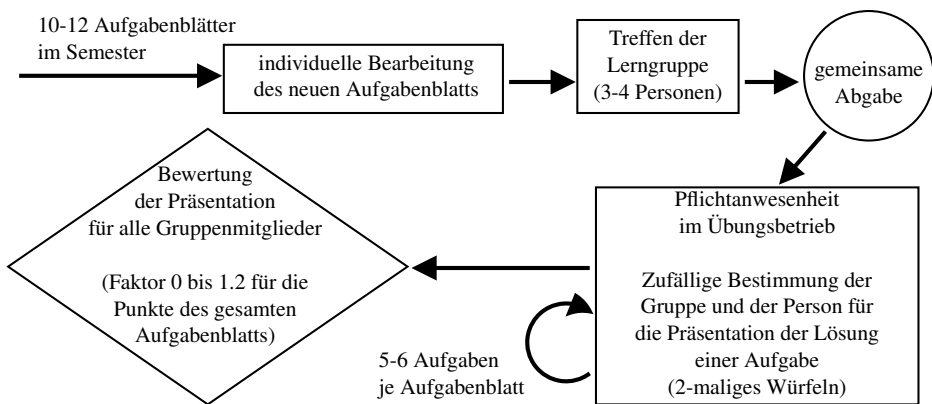 10-12 Aufgabenblätter
im Semester
individuelle Bearbeitung
des neuen Aufgabenblatts
Treffen der
Lerngruppe
(3-4 Personen)
gemeinsame
Abgabe
Pflichtanwesenheit
im Übungsbetrieb
Zufällige Bestimmung der
Gruppe und der Person für
die Präsentation der Lösung
einer Aufgabe
(2-maliges Würfeln)
5-6 Aufgaben
je Aufgabenblatt
Bewertung
der Präsentation
für alle Gruppenmitglieder
(Faktor 0 bis 1.2 für die
Punkte des gesamten
Aufgabenblatts)